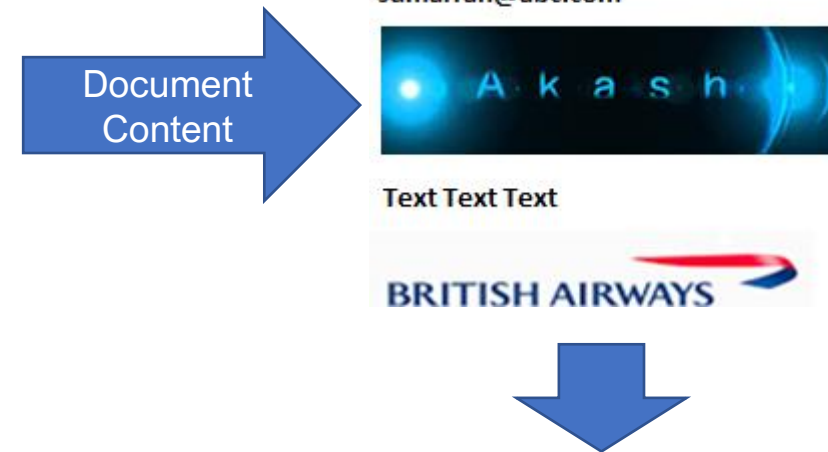 Document
Content
A k a s h
Text Text Text
BRITISH AIRWAYS